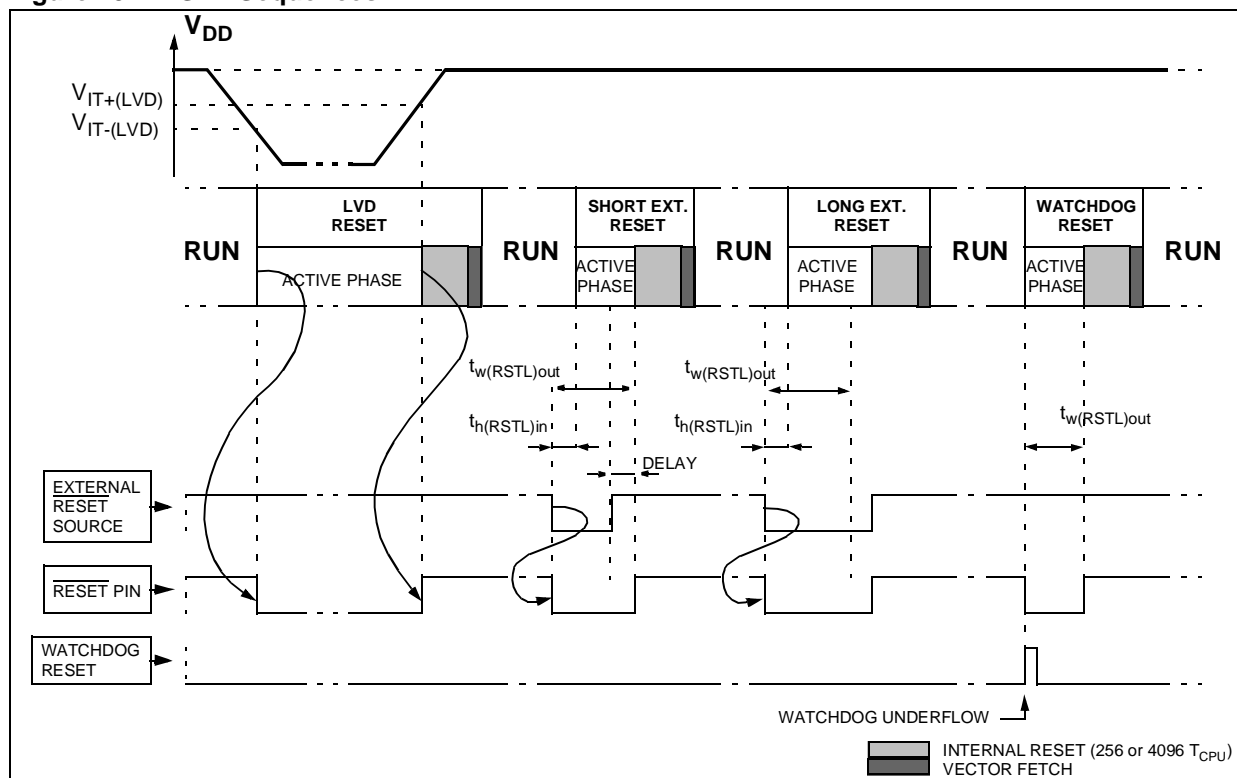 V_DD
V_IT+(LVD)
V_IT-(LVD)
LVD
RESET
SHORT EXT.
RESET
LONG EXT.
RESET
WATCHDOG
RESET
RUN
RUN
RUN
RUN
RUN
ACTIVE PHASE
ACTIVE
PHASE
ACTIVE
PHASE
ACTIVE
PHASE
t_w(RSTL)out
t_w(RSTL)out
t_h(RSTL)in
t_h(RSTL)in
t_w(RSTL)out
DELAY
EXTERNAL
RESET
SOURCE
RESET PIN
WATCHDOG
RESET
WATCHDOG UNDERFLOW
INTERNAL RESET (256 or 4096 T_CPU)
VECTOR FETCH